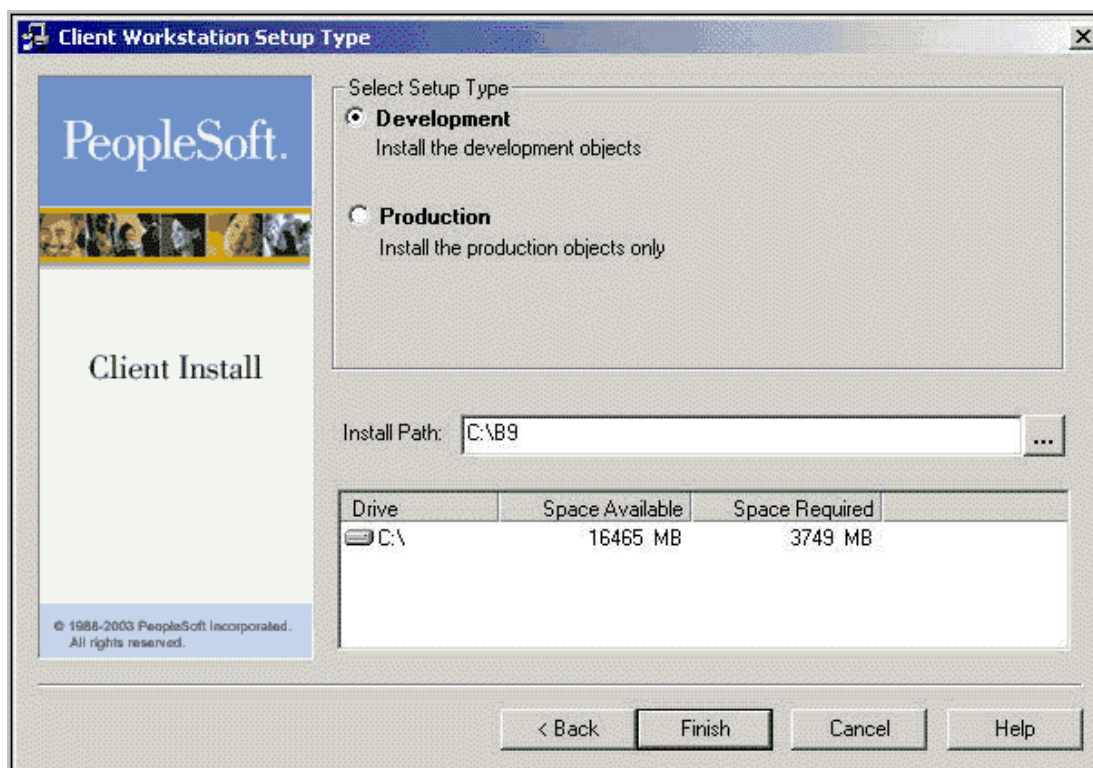 Client Workstation Setup Type
PeopleSoft.
Client Install
© 1988-2003 PeopleSoft Incorporated.
All rights reserved.
Select Setup Type
Development
Install the development objects
Production
Install the production objects only
Install Path: C:\B9 ...
Drive Space Available Space Required
C:\ 16465 MB 3749 MB
< Back Finish Cancel Help